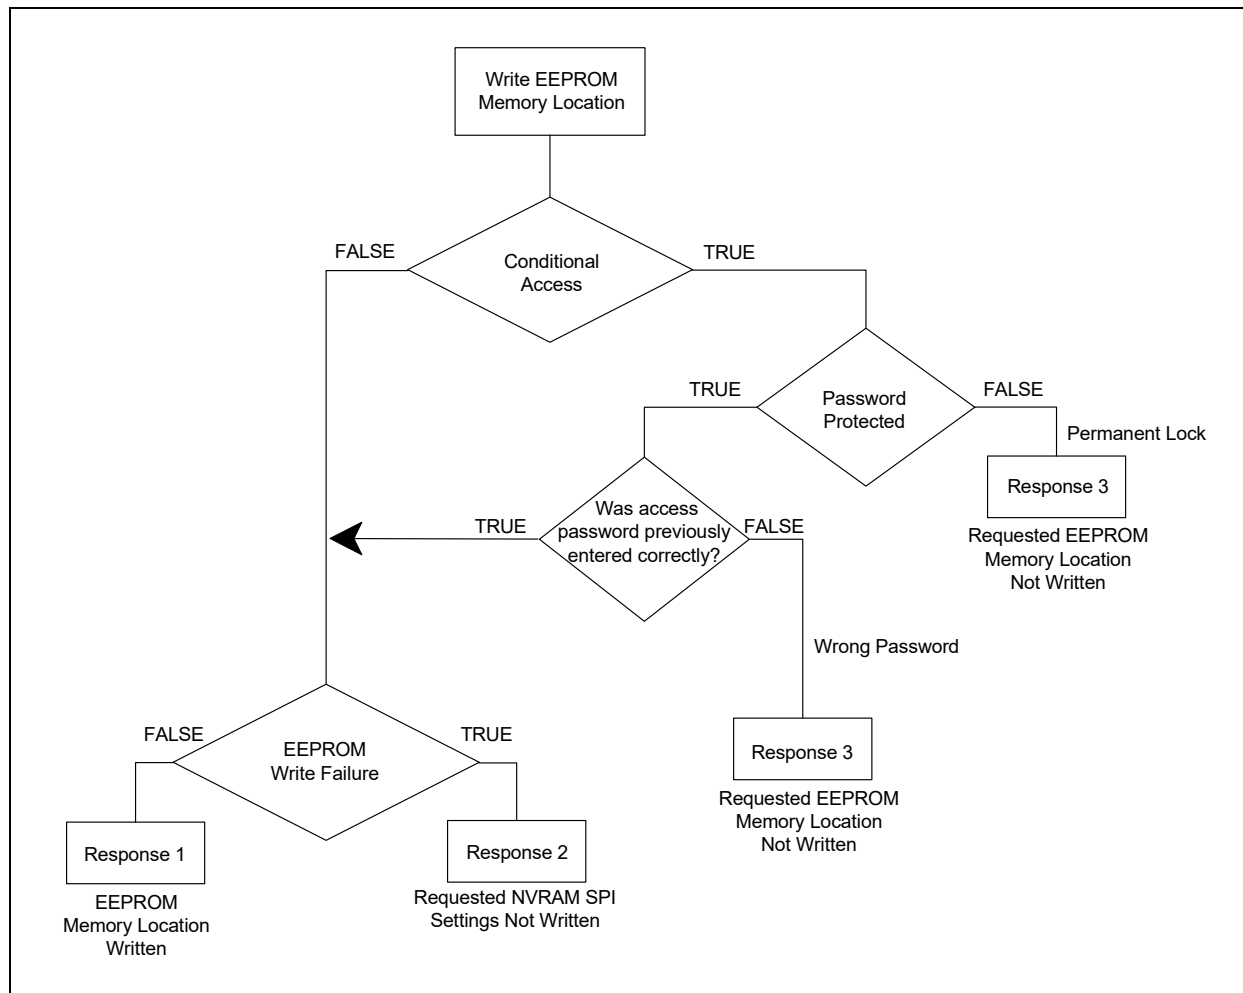 Write EEPROM
Memory Location
FALSE
TRUE
Conditional
Access
TRUE
FALSE
Password
Protected
Permanent Lock
Response 3
Requested EEPROM
Memory Location
Not Written
TRUE
Was access
password previously
entered correctly?
FALSE
Wrong Password
Response 3
Requested EEPROM
Memory Location
Not Written
FALSE
TRUE
EEPROM
Write Failure
Response 1
EEPROM
Memory Location
Written
Response 2
Requested NVRAM SPI
Settings Not Written